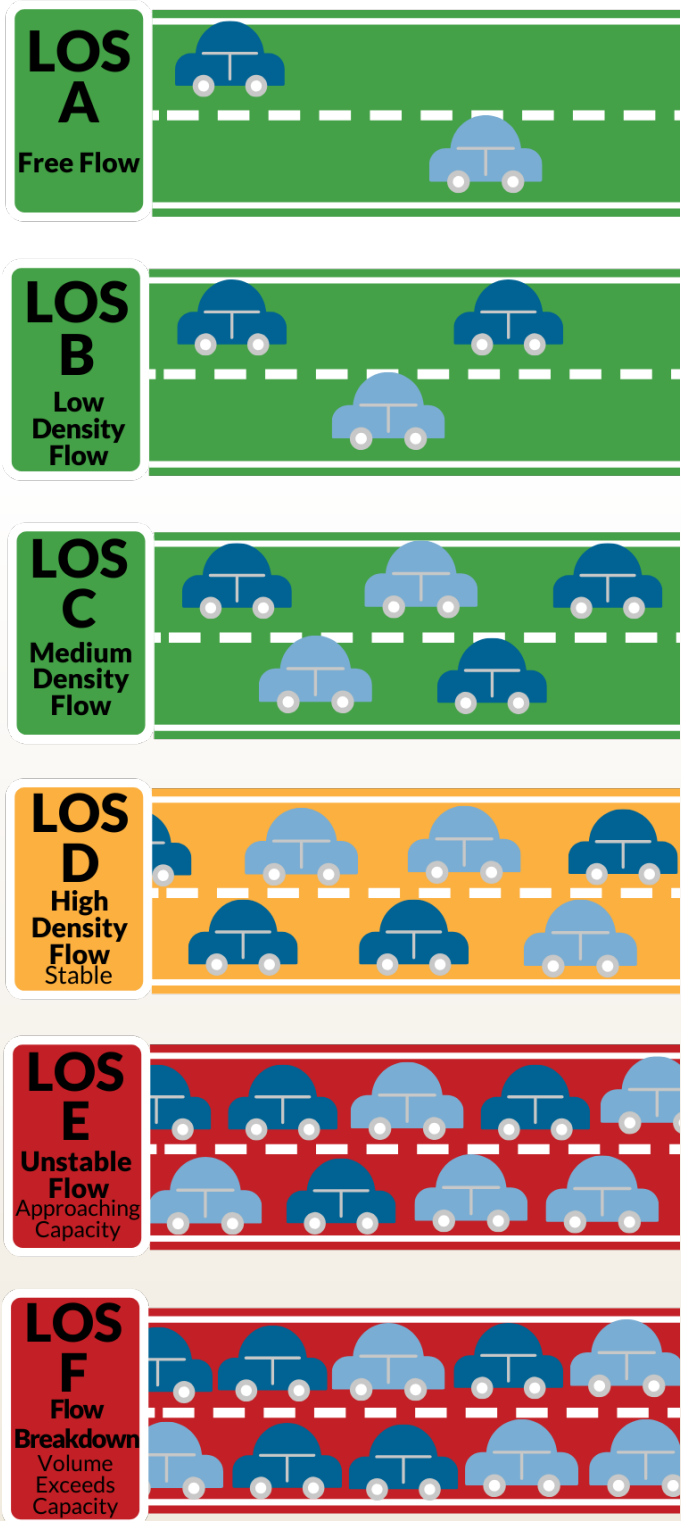 LOS
A
Free Flow
LOS
B
Low
Density
Flow
LOS
C
Medium
Density
Flow
LOS
D
High
Density
Flow
Stable
LOS
E
Unstable
Flow
Approaching
Capacity
LOS
F
Flow
Breakdown
Volume
Exceeds
Capacity